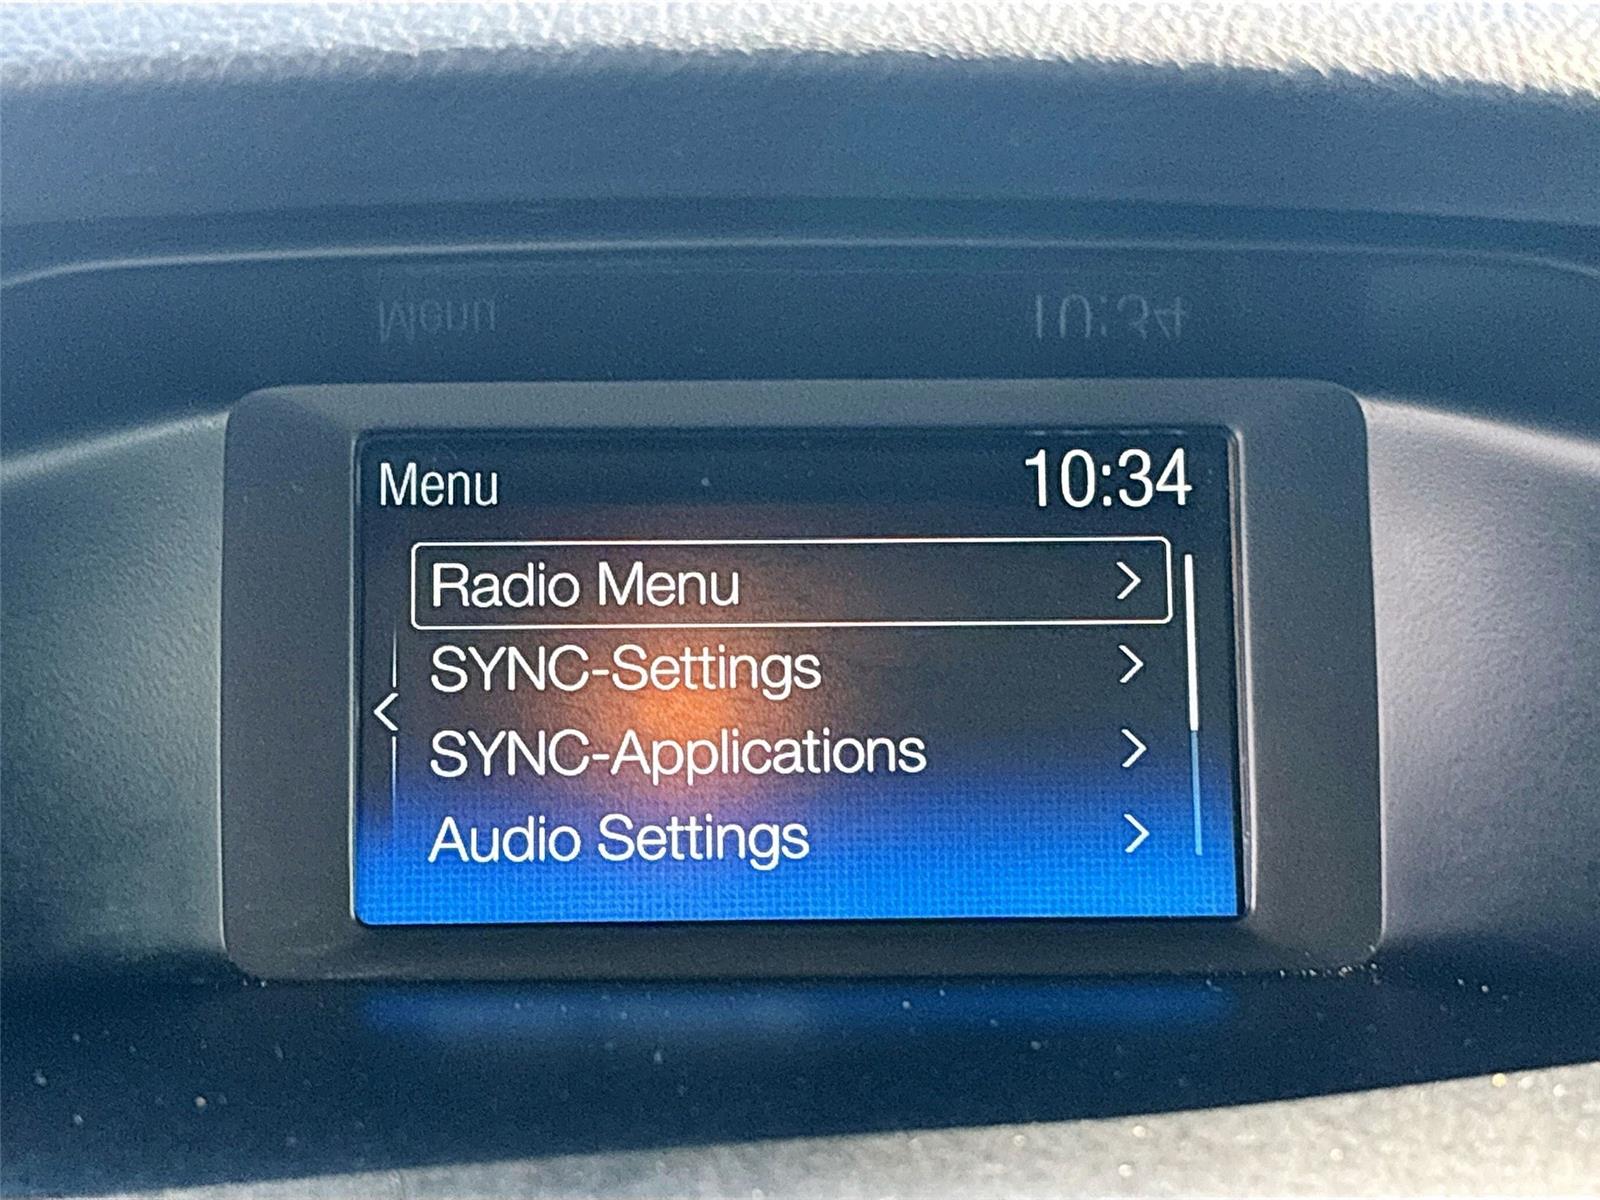 Menu 10:34
Radio Menu
SYNC-Settings
SYNC-Applications
Audio Settings